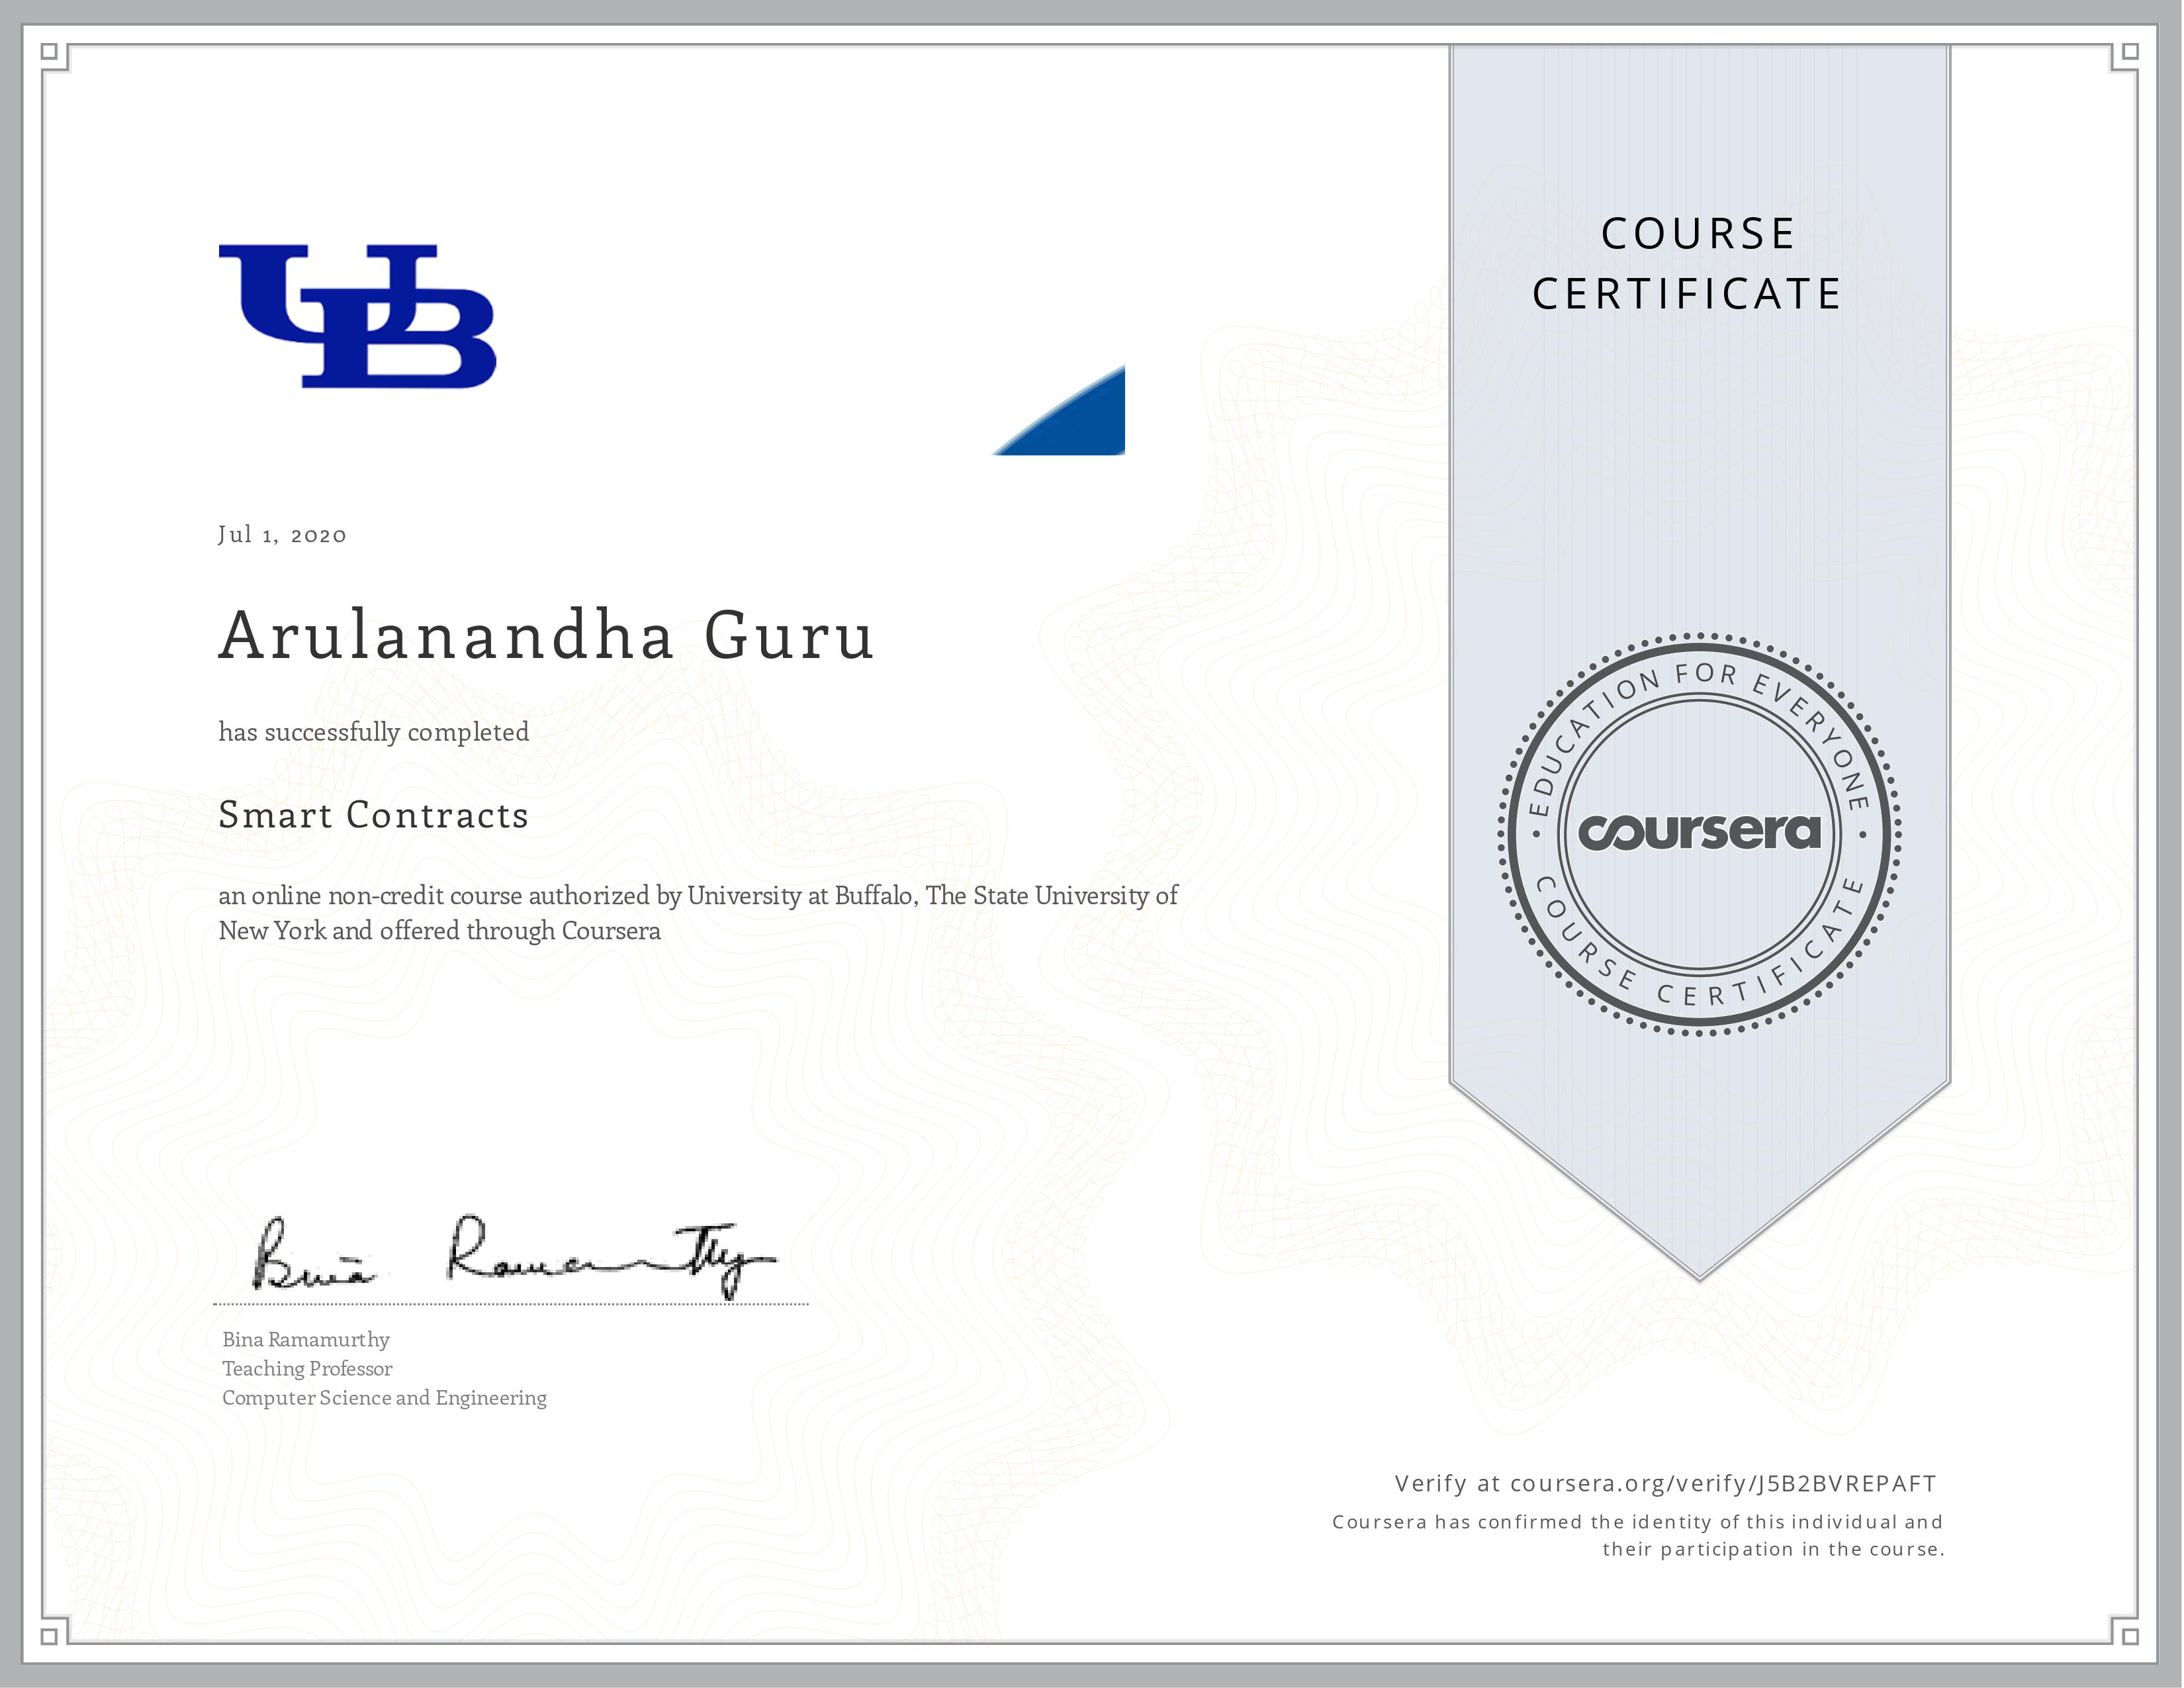 UB
COURSE
CERTIFICATE
Jul 1, 2020
Arulanandha Guru
has successfully completed
Smart Contracts
an online non-credit course authorized by University at Buffalo, The State University of
New York and offered through Coursera
EDUCATION FOR EVERYONE
coursera
COURSE CERTIFICATE
Bina Ramamurthy
Bina Ramamurthy
Teaching Professor
Computer Science and Engineering
Verify at coursera.org/verify/J5B2BVREPAFT
Coursera has confirmed the identity of this individual and
their participation in the course.